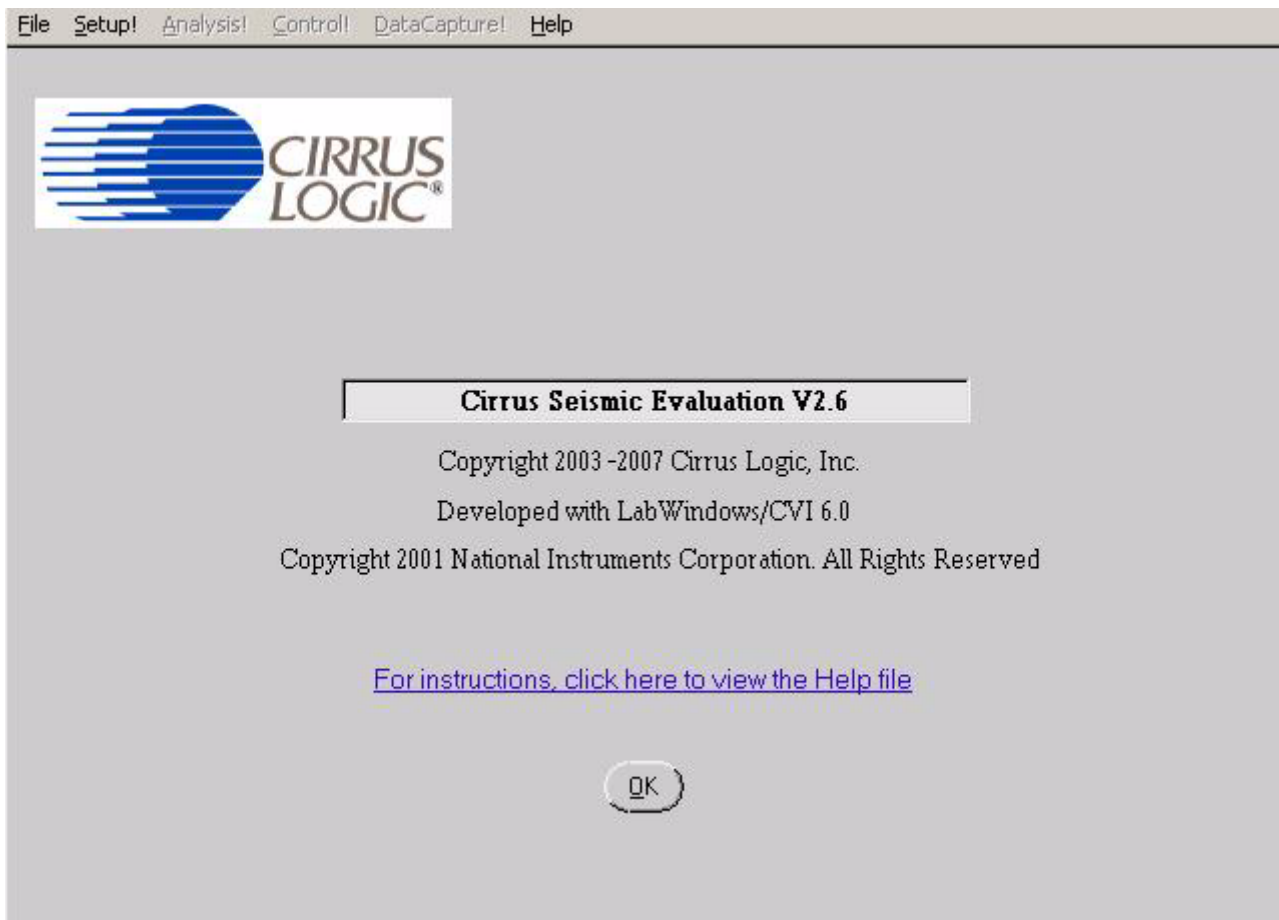 File Setup! Analysis! Control! DataCapture! Help
CIRRUS
LOGIC®
Cirrus Seismic Evaluation V2.6
Copyright 2003 -2007 Cirrus Logic, Inc.
Developed with LabWindows/CVI 6.0
Copyright 2001 National Instruments Corporation. All Rights Reserved
For instructions, click here to view the Help file
OK